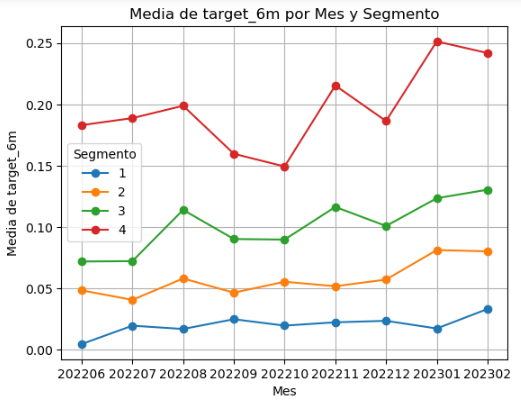 Media de target_6m por Mes y Segmento
Media de target_6m
0.25
0.20
0.15
0.10
0.05
0.00
Segmento
1
2
3
4
202206 202207 202208 202209 202210 202211 202212 202301 202302
Mes